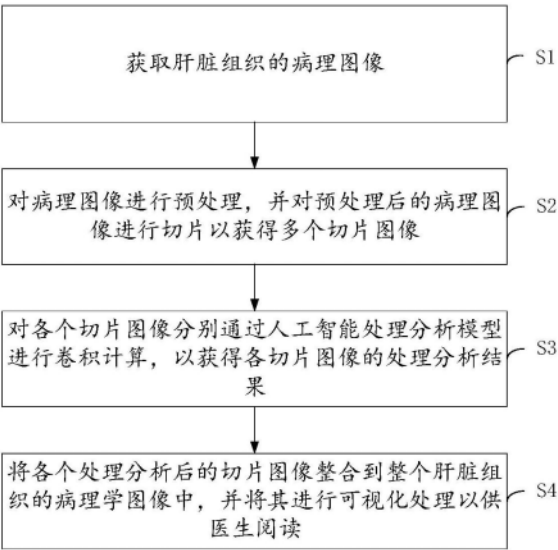 获取肝脏组织的病理图像
S1
对病理图像进行预处理，并对预处理后的病理图
像进行切片以获得多个切片图像
S2
对各个切片图像分别通过人工智能处理分析模型
进行卷积计算，以获得各切片图像的处理分析结
果
S3
将各个处理分析后的切片图像整合到整个肝脏组
织的病理学图像中，并将其进行可视化处理以供
医生阅读
S4